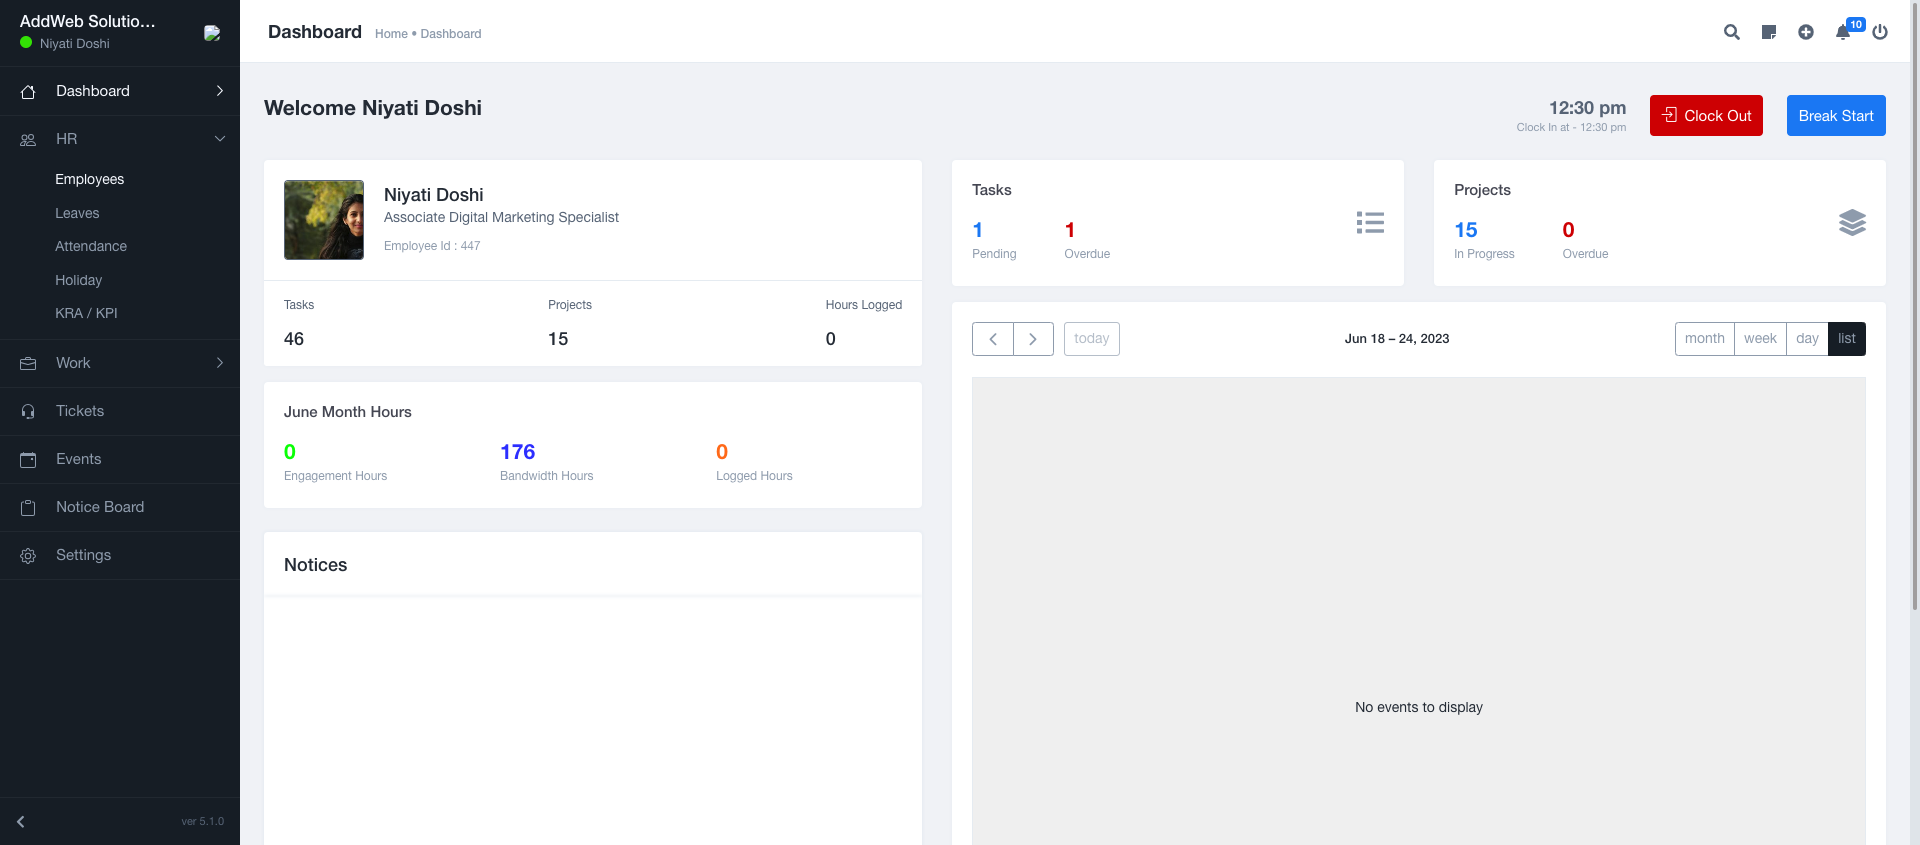 AddWeb Solutio...
Niyati Doshi
Dashboard
HR
Employees
Leaves
Attendance
Holiday
KRA / KPI
Work
Tickets
Events
Notice Board
Settings
ver 5.1.0
Dashboard Home • Dashboard
10
Welcome Niyati Doshi
12:30 pm
Clock In at - 12:30 pm
Clock Out
Break Start
Niyati Doshi
Associate Digital Marketing Specialist
Employee Id : 447
Tasks Projects Hours Logged
46 15 0
June Month Hours
0 176 0
Engagement Hours Bandwidth Hours Logged Hours
Notices
Tasks
1 1
Pending Overdue
Projects
15 0
In Progress Overdue
today Jun 18 – 24, 2023 month week day list
No events to display